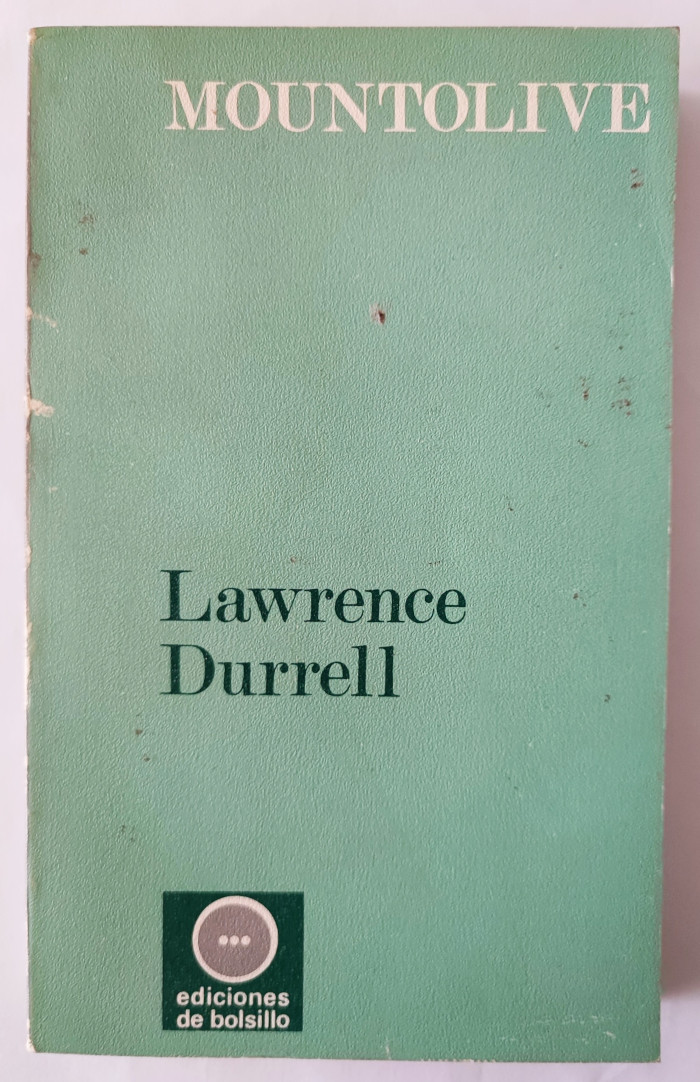 MOUNTOLIVE
Lawrence
Durrell
ediciones
de bolsillo